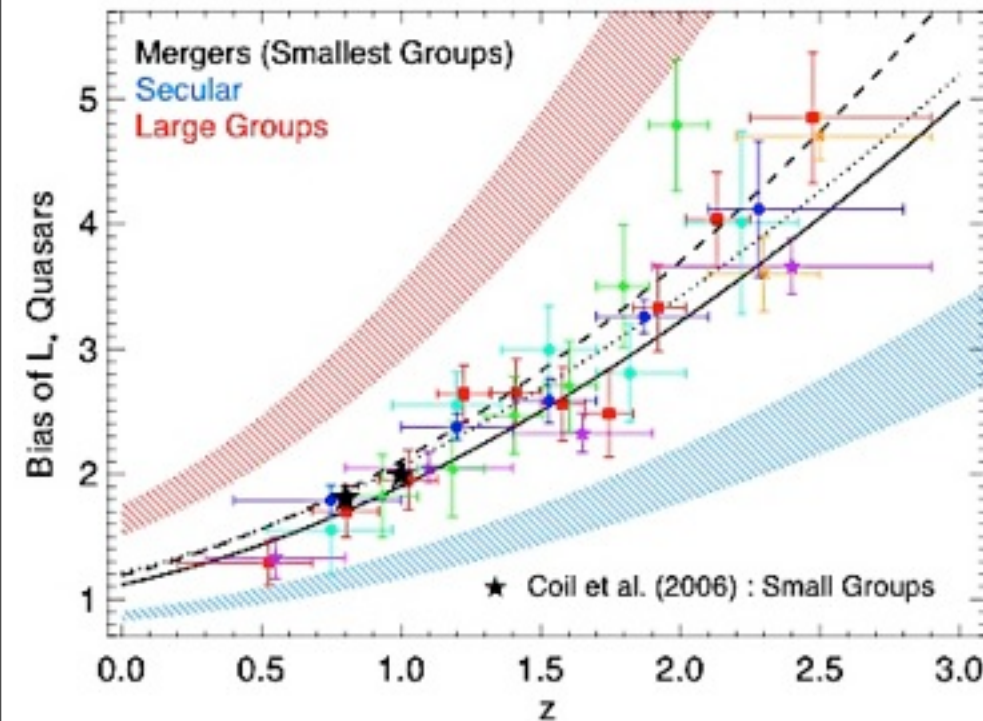 Mergers (Smallest Groups)
Secular
Large Groups
Bias of L* Quasars
5
4
3
2
1
★ Coil et al. (2006) : Small Groups
0.0 0.5 1.0 1.5 2.0 2.5 3.0
z